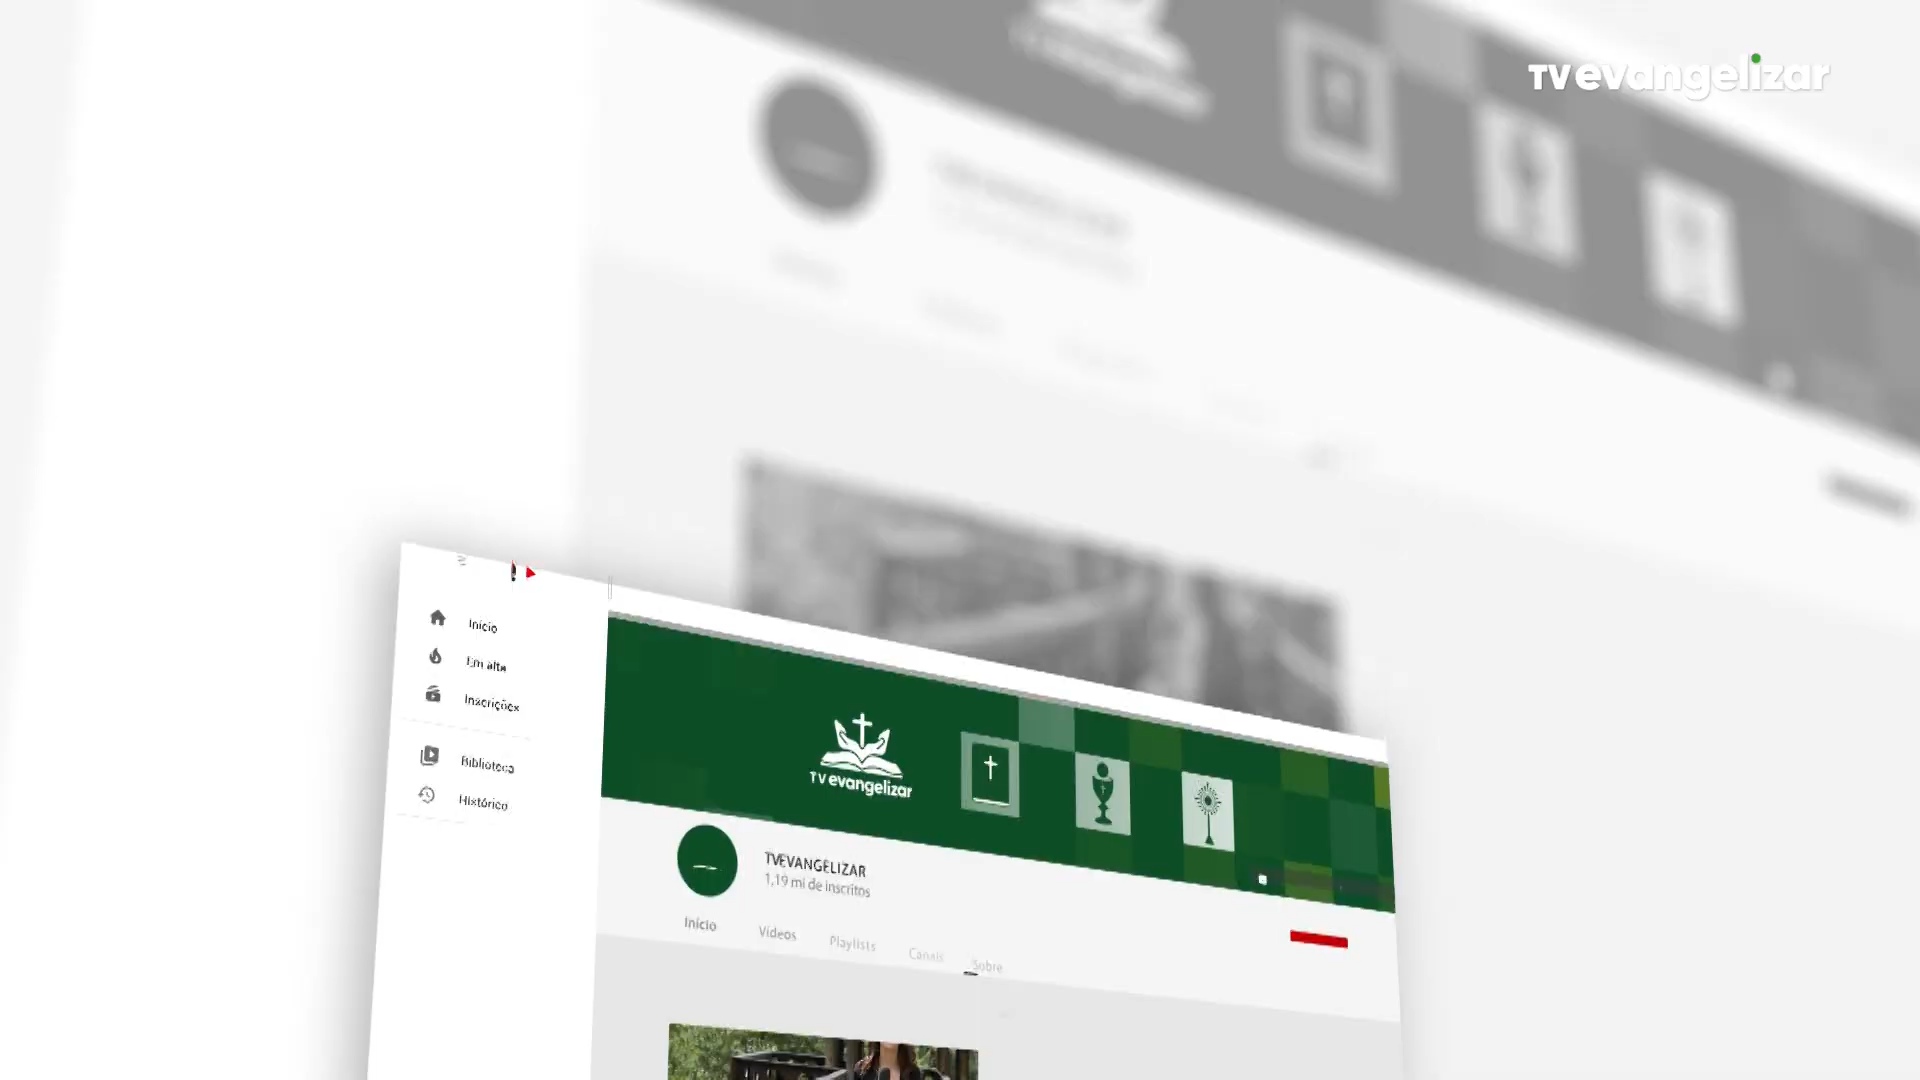 TVevangelizar
Início
Em alta
Inscrições
Biblioteca
Histórico
TV evangelizar
TVEVANGELIZAR
1,19 mi de inscritos
Início
Vídeos
Playlists
Canais
Sobre